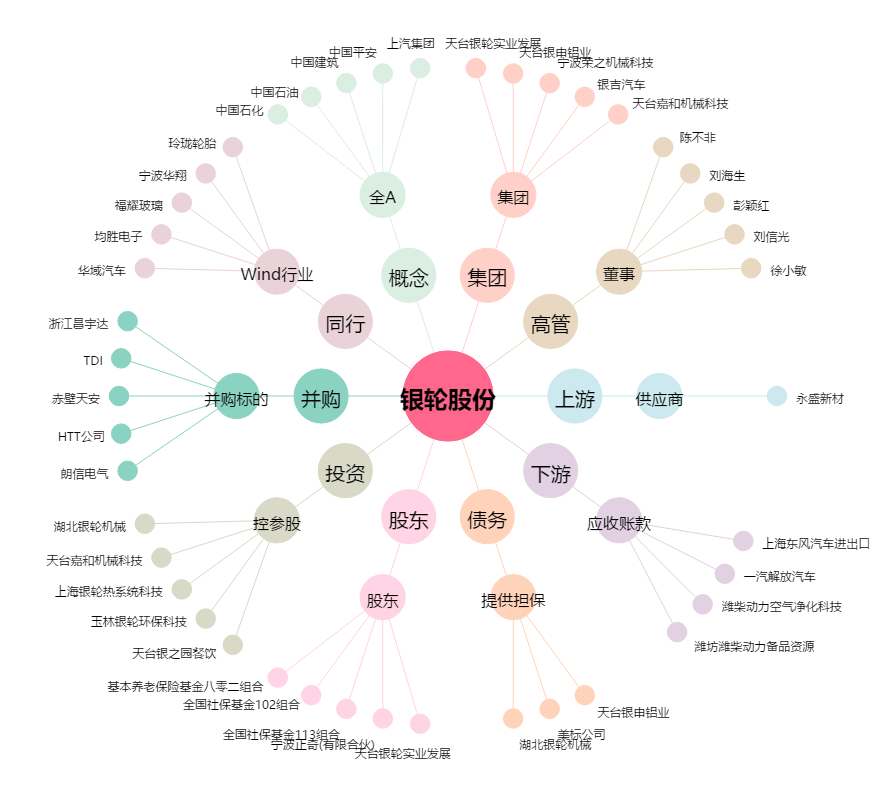 上汽集团
中国平安
中国建筑
中国石油
中国石化
全A
概念
天台银轮实业发展
天台银申铝业
宁波荣之机械科技
银吉汽车
天台嘉和机械科技
集团
集团
玲珑轮胎
宁波华翔
福耀玻璃
均胜电子
华域汽车
Wind行业
同行
陈不非
刘海生
彭颖红
刘信光
徐小敏
董事
高管
浙江昌宇达
TDI
赤壁天安
HTT公司
朗信电气
并购标的
并购
银轮股份
上游
供应商
永盛新材
投资
控参股
湖北银轮机械
天台嘉和机械科技
上海银轮热系统科技
玉林银轮环保科技
天台银之园餐饮
下游
应收账款
上海东风汽车进出口
一汽解放汽车
潍柴动力空气净化科技
潍坊潍柴动力备品资源
股东
股东
基本养老保险基金八零二组合
全国社保基金102组合
全国社保基金113组合
宁波正奇(有限合伙)
天台银轮实业发展
债务
提供担保
天台银申铝业
美标公司
湖北银轮机械